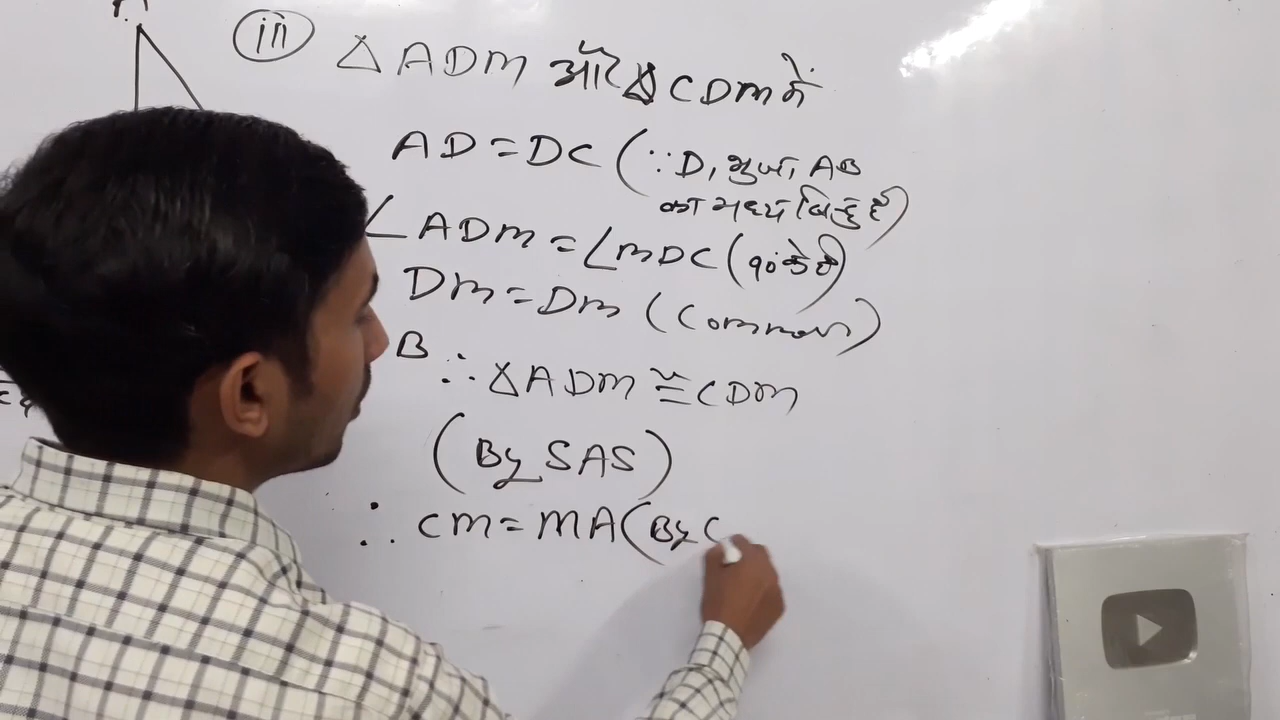 A
(iii) △ADM और △CDM में
AD = DC (∵ D, भुजा, AB
का मध्य बिन्दु है)
∠ADM = ∠MDC (90° के है)
DM = DM (Common)
B
∴ △ADM ≅ CDM
(By SAS)
∴ CM = MA (By C